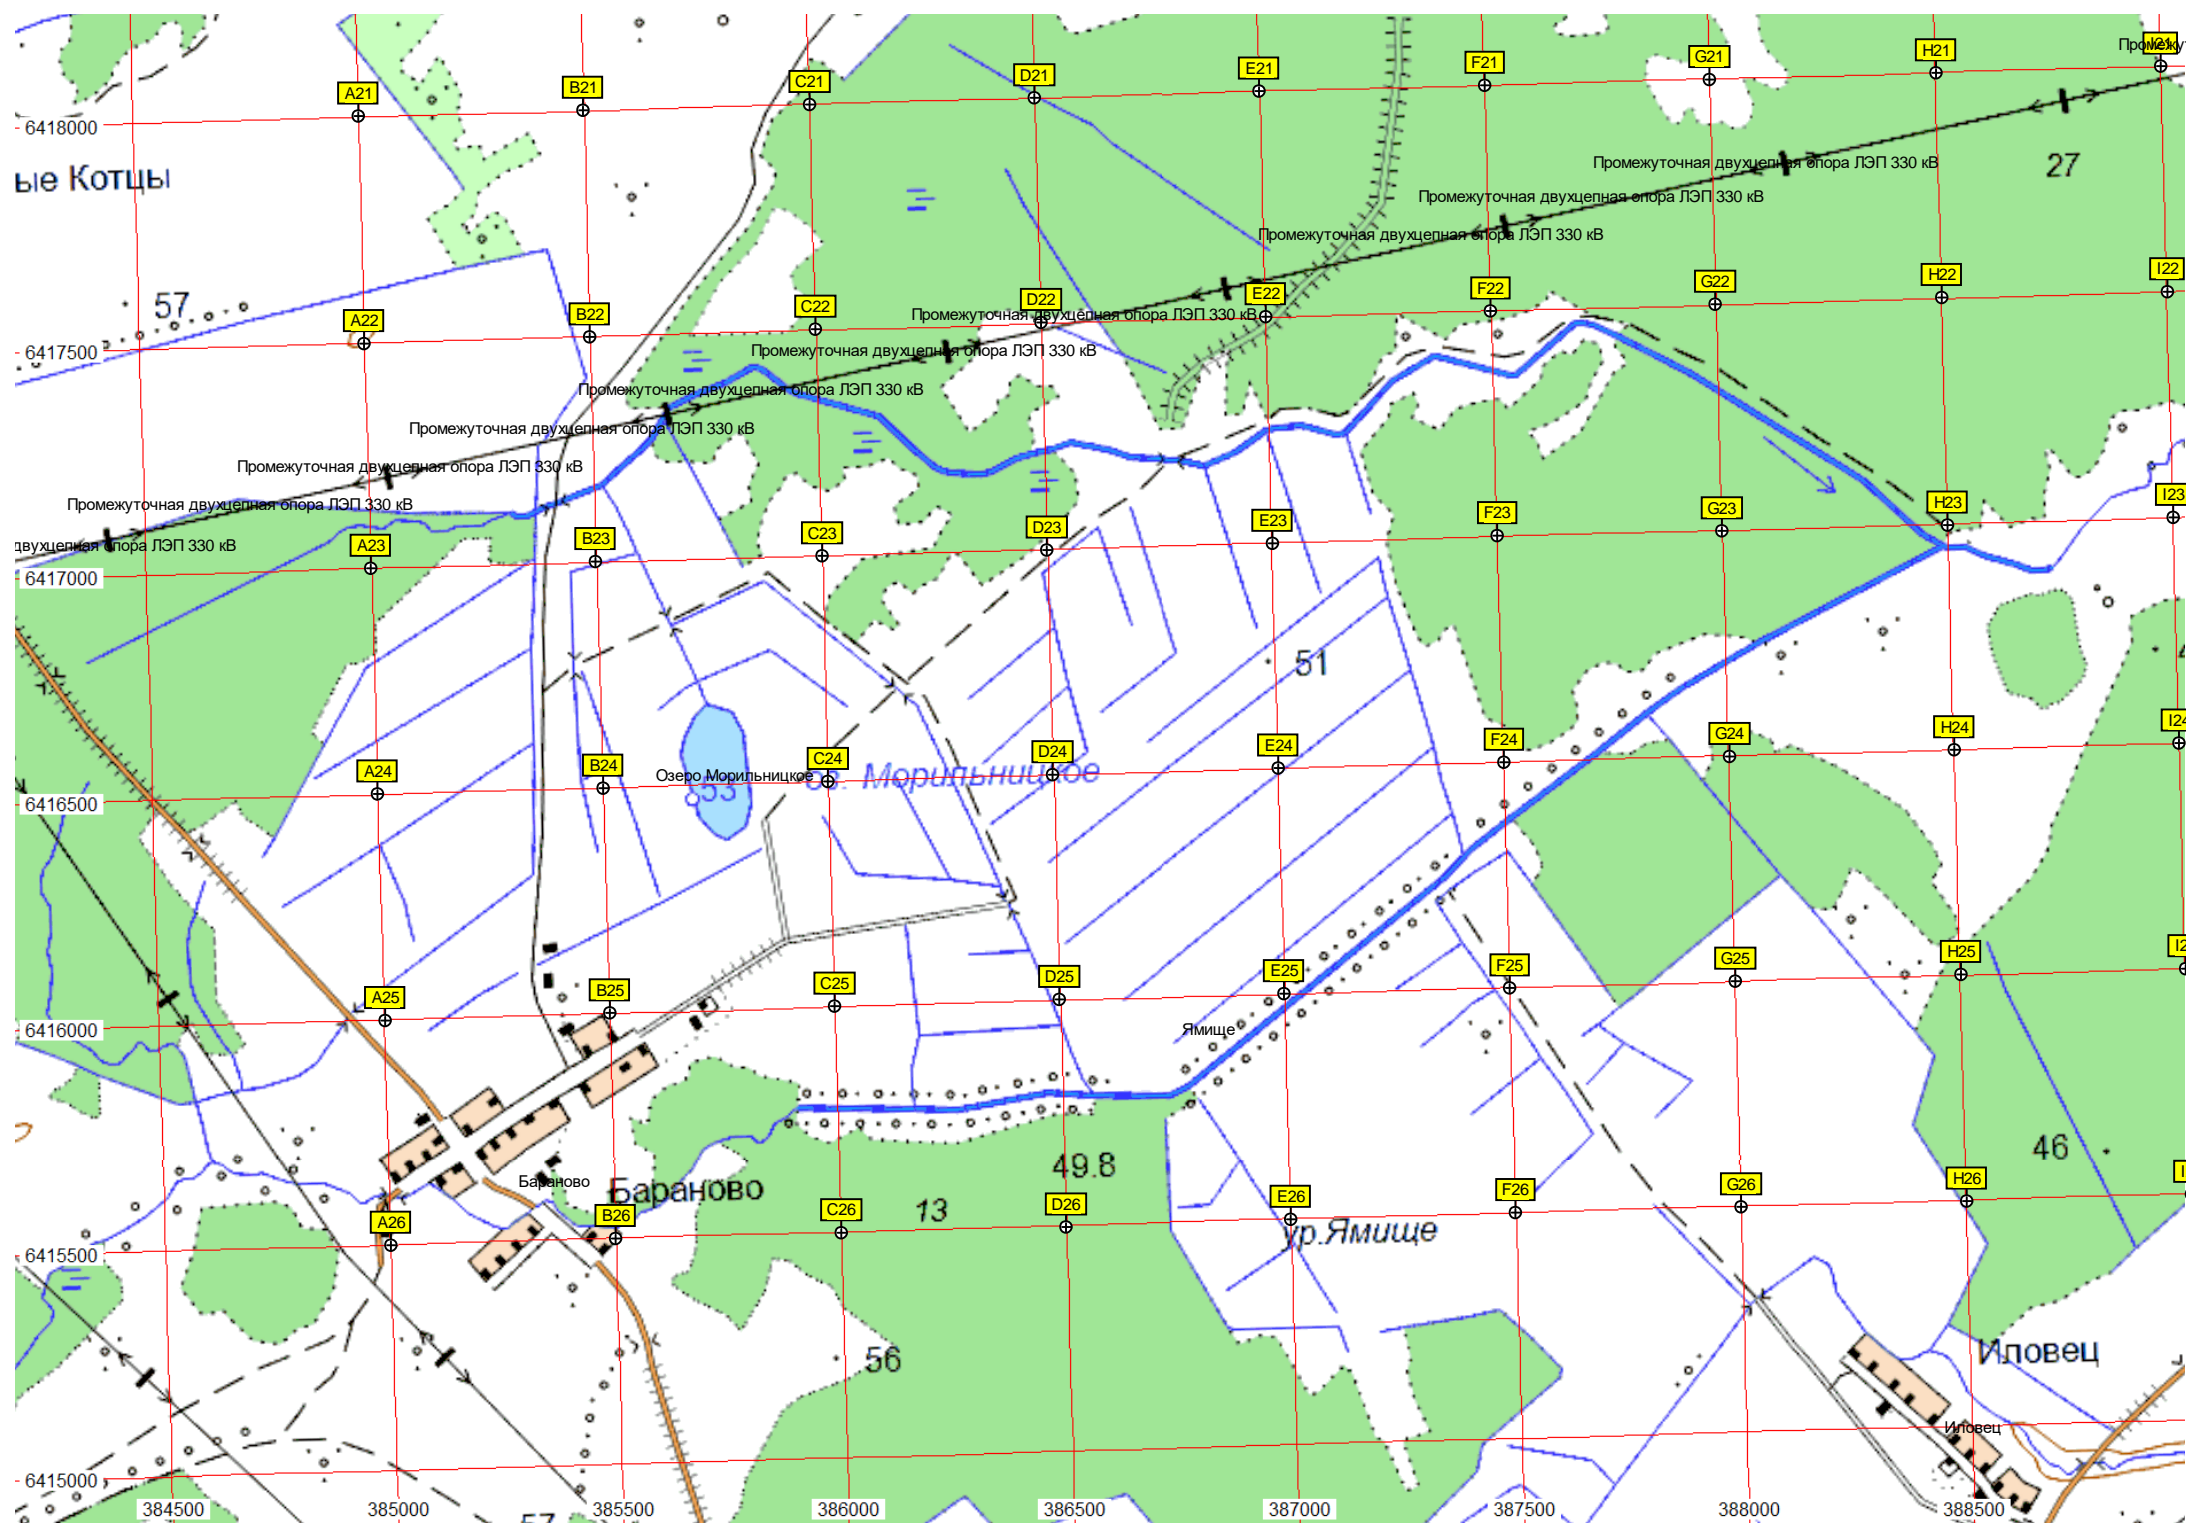 Промежу
I21
H21
G21
F21
E21
D21
C21
B21
A21
6418000
Промежуточная двухцепная опора ЛЭП 330 кВ
27
ые Котцы
Промежуточная двухцепная опора ЛЭП 330 кВ
Промежуточная двухцепная опора ЛЭП 330 кВ
I22
H22
G22
F22
E22
D22
C22
B22
A22
57
Промежуточная двухцепная опора ЛЭП 330 кВ
6417500
Промежуточная двухцепная опора ЛЭП 330 кВ
Промежуточная двухцепная опора ЛЭП 330 кВ
Промежуточная двухцепная опора ЛЭП 330 кВ
Промежуточная двухцепная опора ЛЭП 330 кВ
Промежуточная двухцепная опора ЛЭП 330 кВ
двухцепная опора ЛЭП 330 кВ
A23
B23
C23
D23
E23
F23
G23
H23
I23
6417000
51
A24
B24
C24
D24
E24
F24
G24
H24
I24
Озеро Морильницкое
оз. Морильницкое
53
6416500
A25
B25
C25
D25
E25
F25
G25
H25
I2
6416000
Ямище
49.8
46
Бараново
Бараново
13
A26
B26
C26
D26
E26
F26
G26
H26
I
ур.Ямище
6415500
56
Иловец
Иловец
6415000
384500
385000
385500
386000
386500
387000
387500
388000
388500
57